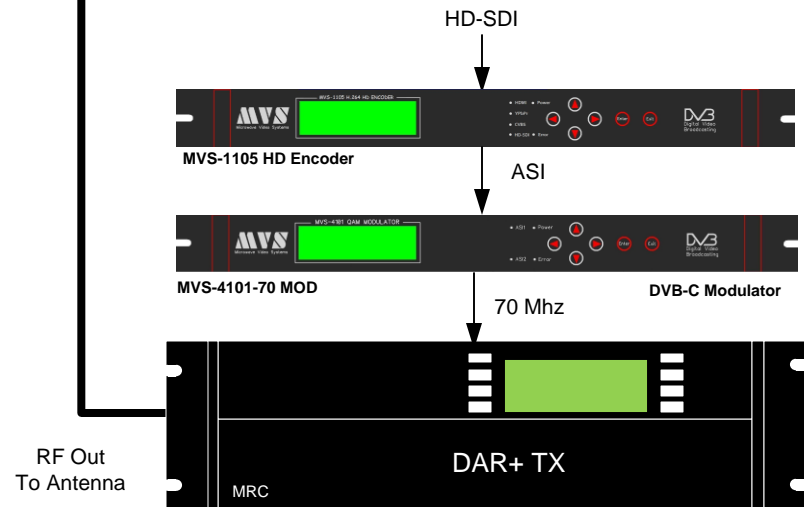 HD-SDI
MVS-1105 H.264 HD ENCODER
MVS
Microwave Video Systems
HDMI Power
YPbPr
CVBS
HD-SDI Error
Enter Exit
DVB
Digital Video
Broadcasting
MVS-1105 HD Encoder
ASI
MVS-4101 QAM MODULATOR
MVS
Microwave Video Systems
ASI1 Power
ASI2 Error
Enter Exit
DVB
Digital Video
Broadcasting
MVS-4101-70 MOD
DVB-C Modulator
70 Mhz
RF Out
To Antenna
DAR+ TX
MRC